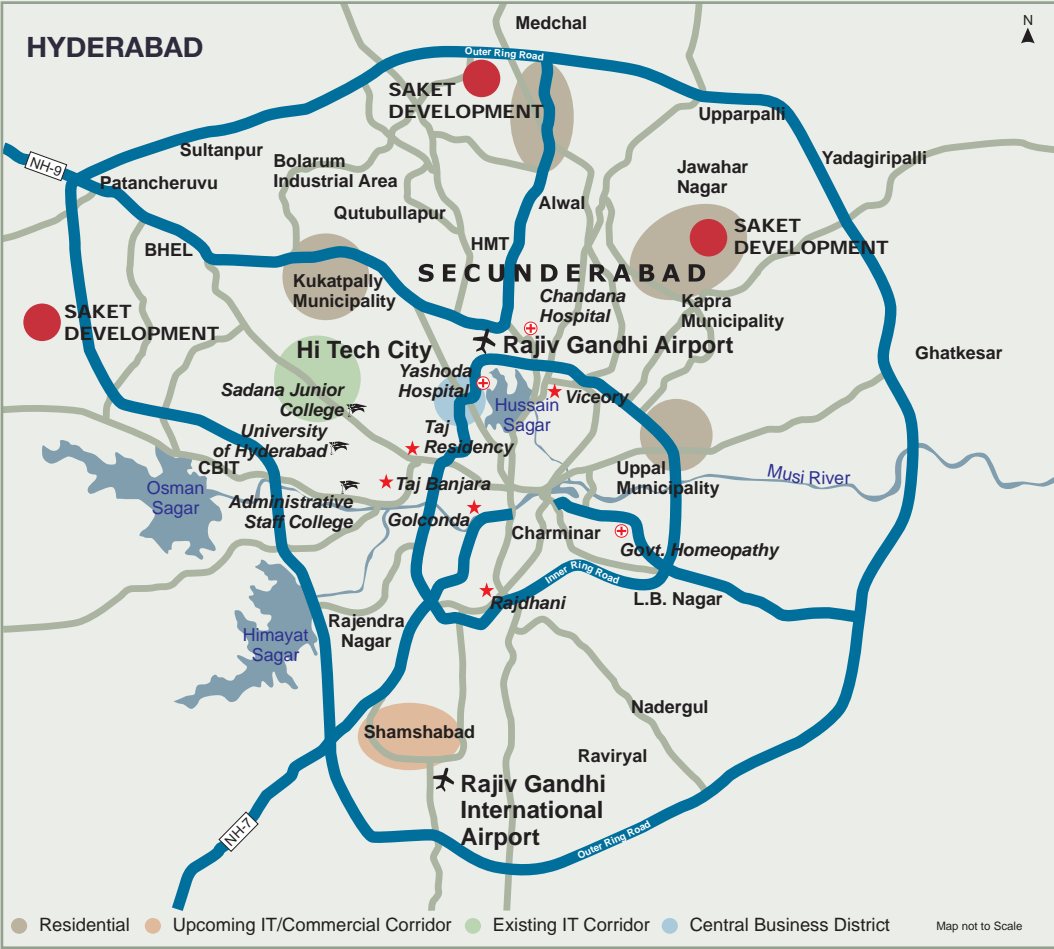 Medchal
N
HYDERABAD
Outer Ring Road
SAKET
DEVELOPMENT
Upparpalli
Sultanpur
Bolarum
Industrial Area
Yadagiripalli
NH-9
Patancheruvu
Jawahar
Nagar
Qutubullapur
Alwal
SAKET
DEVELOPMENT
BHEL
HMT
SECUNDERABAD
Kukatpally
Municipality
Chandana
Hospital
Kapra
Municipality
SAKET
DEVELOPMENT
Hi Tech City
Rajiv Gandhi Airport
Ghatkesar
Yashoda
Hospital
Sadana Junior
College
Viceory
Hussain
Sagar
University
of Hyderabad
Taj
Residency
CBIT
Uppal
Municipality
Musi River
Osman
Sagar
Taj Banjara
Administrative
Staff College
Golconda
Charminar
Govt. Homeopathy
Inner Ring Road
L.B. Nagar
Rajdhani
Rajendra
Nagar
Himayat
Sagar
Nadergul
Shamshabad
Raviryal
Rajiv Gandhi
International
Airport
NH-7
Outer Ring Road
Residential
Upcoming IT/Commercial Corridor
Existing IT Corridor
Central Business District
Map not to Scale